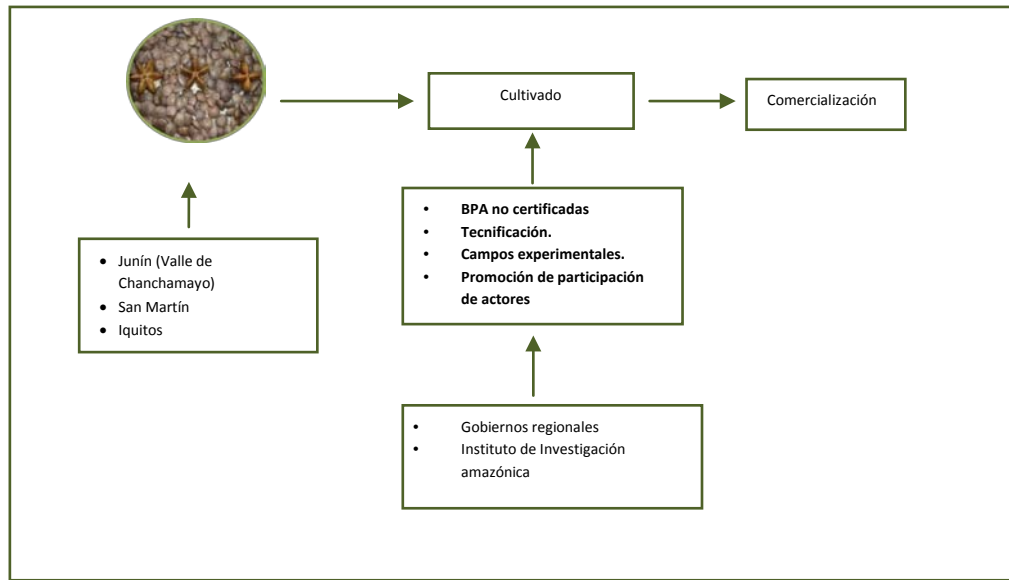 Cultivado
Comercialización
• BPA no certificadas
• Tecnificación.
• Campos experimentales.
• Promoción de participación
de actores
• Junín (Valle de
Chanchamayo)
• San Martín
• Iquitos
• Gobiernos regionales
• Instituto de Investigación
amazónica